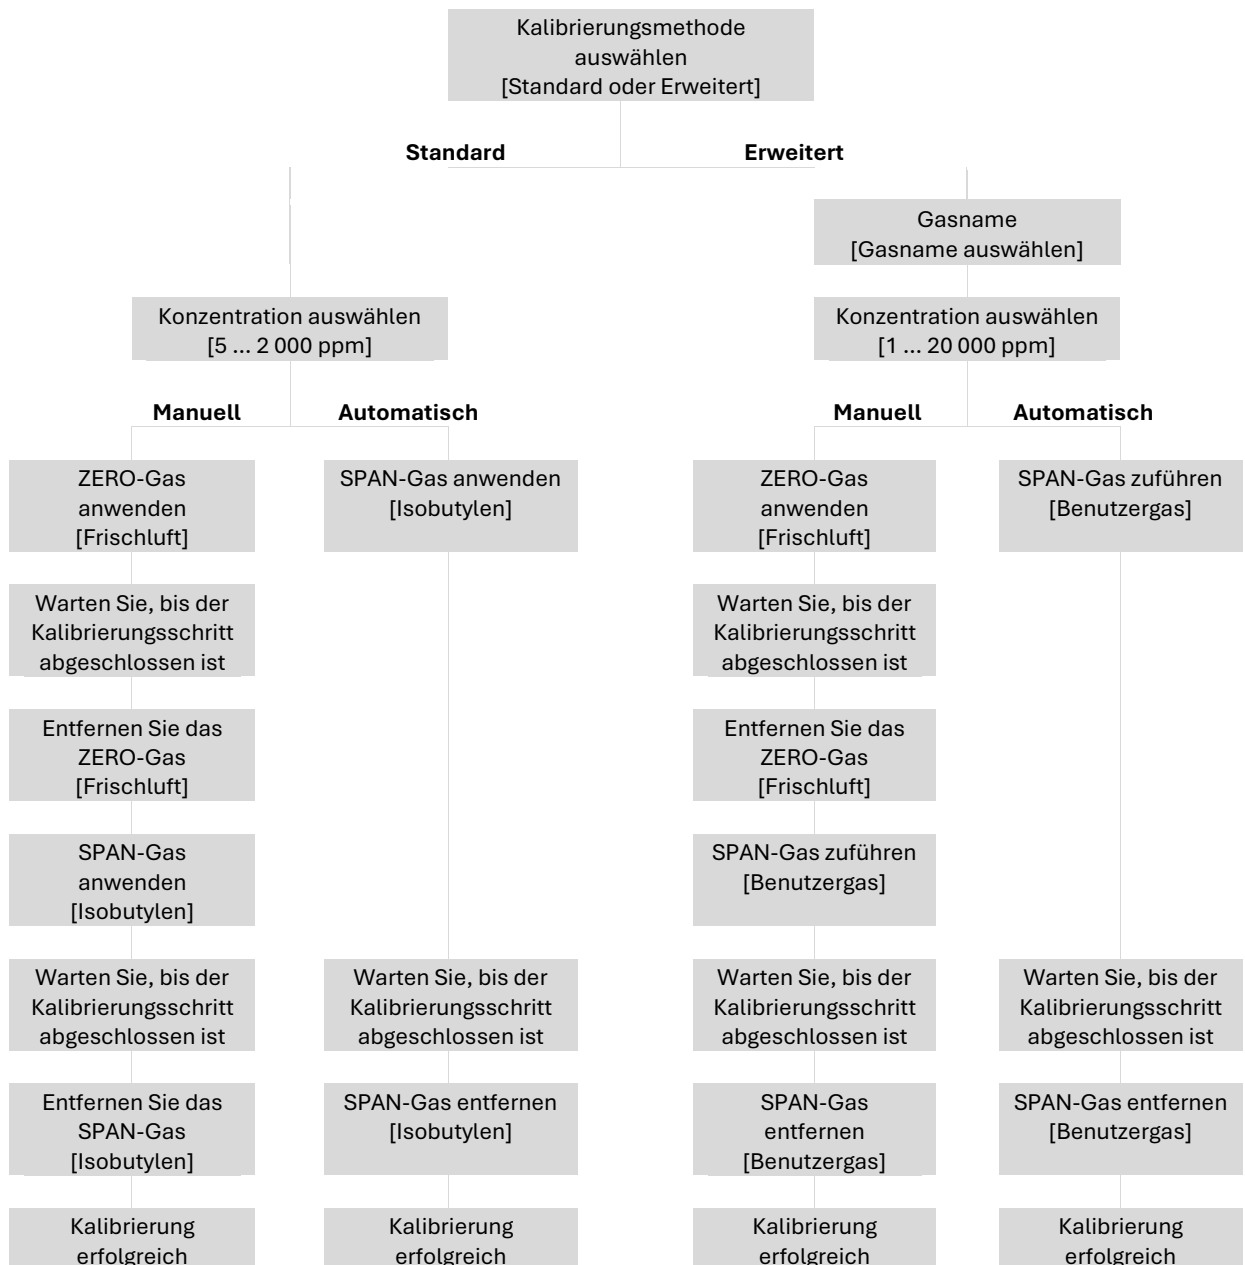 Kalibrierungsmethode
auswählen
[Standard oder Erweitert]
Standard
Erweitert
Gasname
[Gasname auswählen]
Konzentration auswählen
[5 ... 2 000 ppm]
Konzentration auswählen
[1 ... 20 000 ppm]
Manuell
Automatisch
Manuell
Automatisch
ZERO-Gas
anwenden
[Frischluft]
SPAN-Gas anwenden
[Isobutylen]
ZERO-Gas
anwenden
[Frischluft]
SPAN-Gas zuführen
[Benutzergas]
Warten Sie, bis der
Kalibrierungsschritt
abgeschlossen ist
Warten Sie, bis der
Kalibrierungsschritt
abgeschlossen ist
Entfernen Sie das
ZERO-Gas
[Frischluft]
Entfernen Sie das
ZERO-Gas
[Frischluft]
SPAN-Gas
anwenden
[Isobutylen]
SPAN-Gas zuführen
[Benutzergas]
Warten Sie, bis der
Kalibrierungsschritt
abgeschlossen ist
Warten Sie, bis der
Kalibrierungsschritt
abgeschlossen ist
Warten Sie, bis der
Kalibrierungsschritt
abgeschlossen ist
Warten Sie, bis der
Kalibrierungsschritt
abgeschlossen ist
Entfernen Sie das
SPAN-Gas
[Isobutylen]
SPAN-Gas entfernen
[Isobutylen]
SPAN-Gas
entfernen
[Benutzergas]
SPAN-Gas entfernen
[Benutzergas]
Kalibrierung
erfolgreich
Kalibrierung
erfolgreich
Kalibrierung
erfolgreich
Kalibrierung
erfolgreich